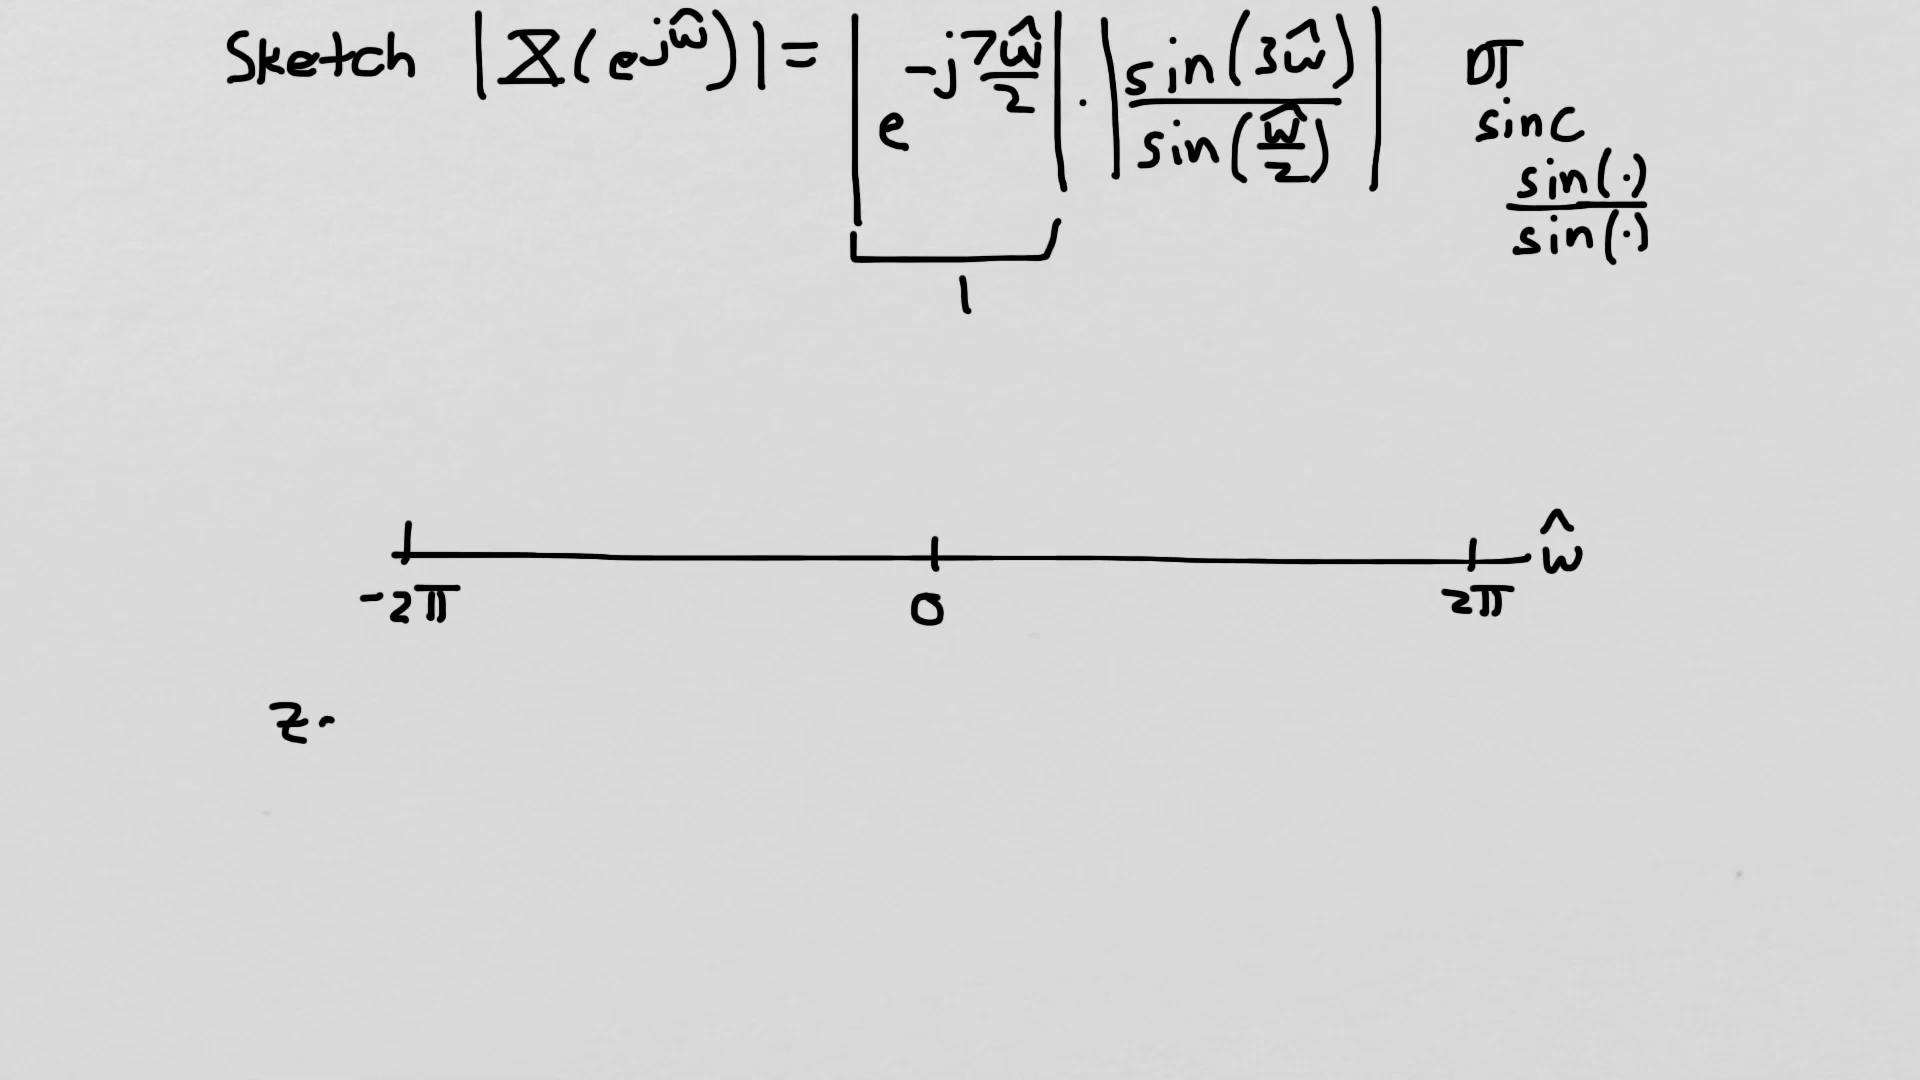 Sketch |X(e^{jŵ})| = |e^{-j7ŵ/2}| · |sin(3ŵ)/sin(ŵ/2)| DT
sinc
sin(·)/sin(·)
1
ŵ
-2π 0 2π